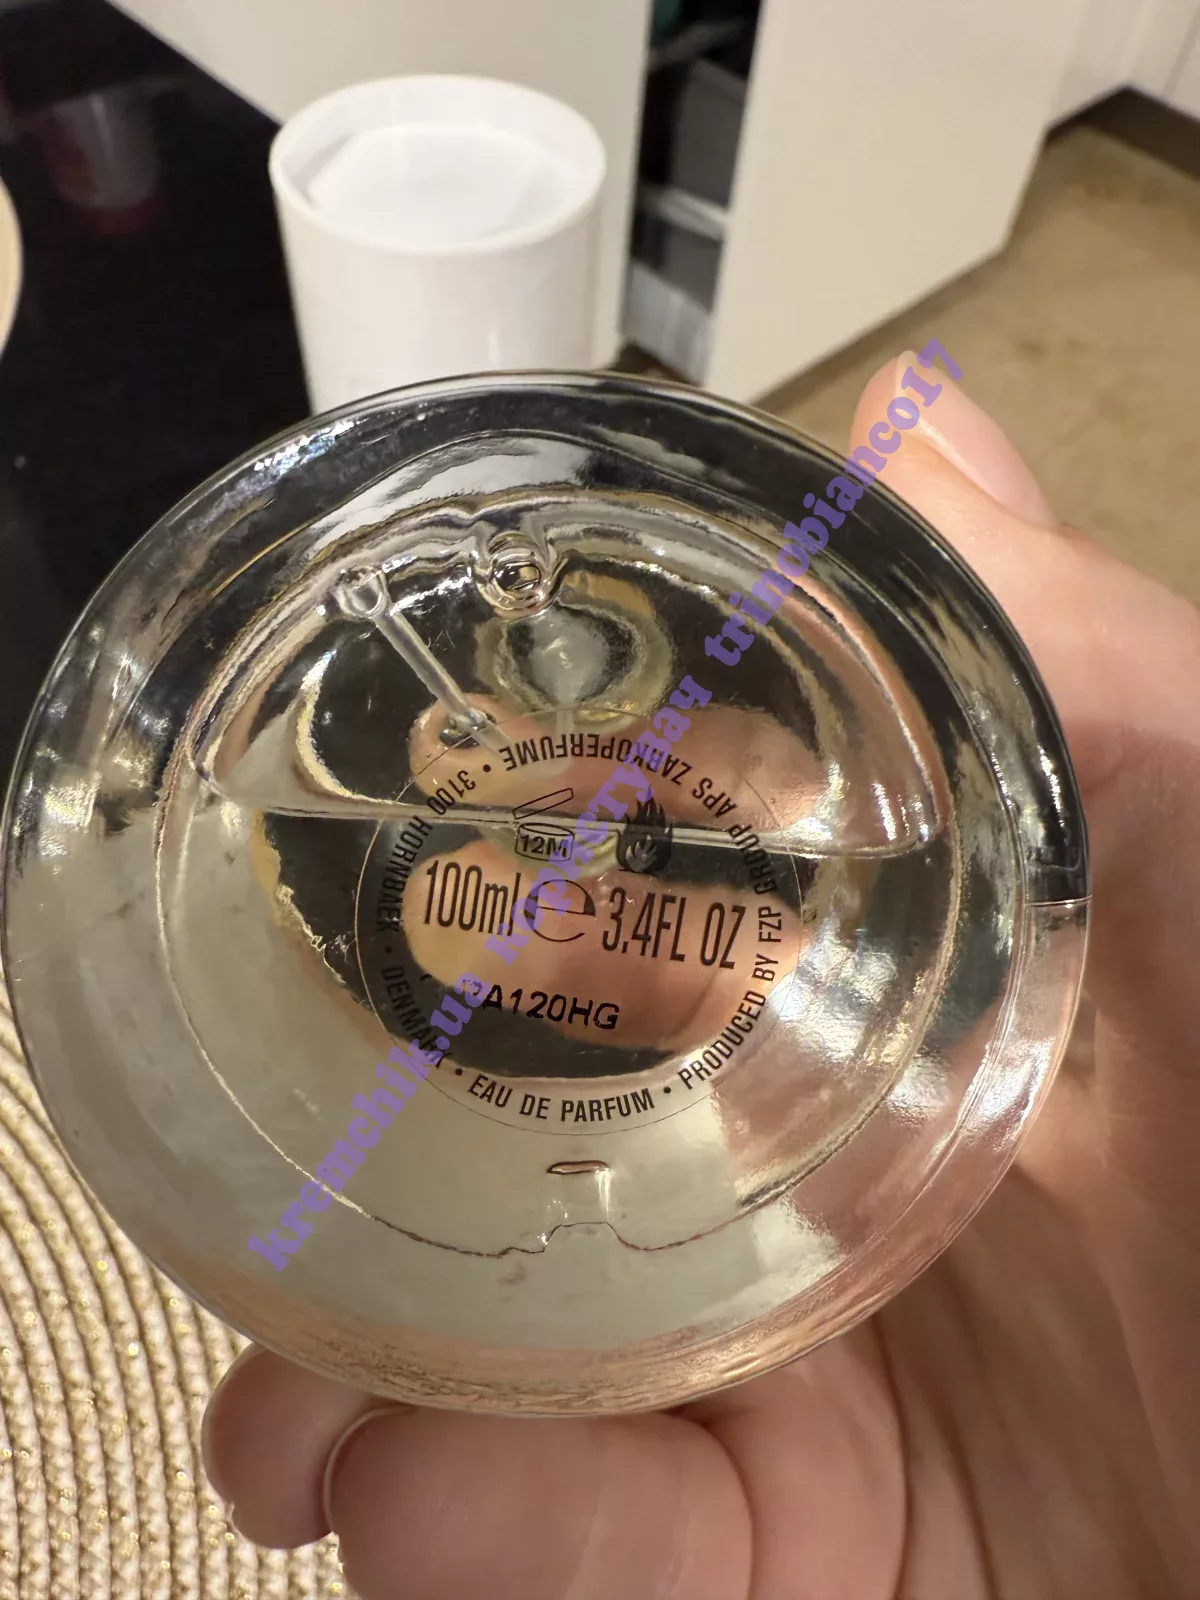 12M
100ml e 3.4FL OZ
A120HG
EAU DE PARFUM • PRODUCED BY FZP GROUP APS ZARKOPERFUME • 3100 HORNBAEK • DENMARK •
kremchik.ua trinobianco17